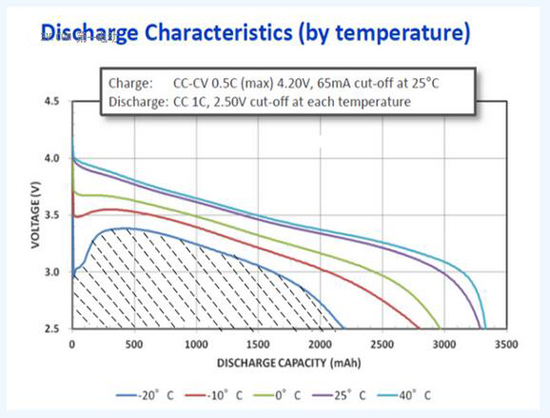 Discharge Characteristics (by temperature)
Charge: CC-CV 0.5C (max) 4.20V, 65mA cut-off at 25°C
Discharge: CC 1C, 2.50V cut-off at each temperature
4.5
4.0
3.5
3.0
2.5
VOLTAGE (V)
0 500 1000 1500 2000 2500 3000 3500
DISCHARGE CAPACITY (mAh)
-20° C -10° C 0° C 25° C 40° C